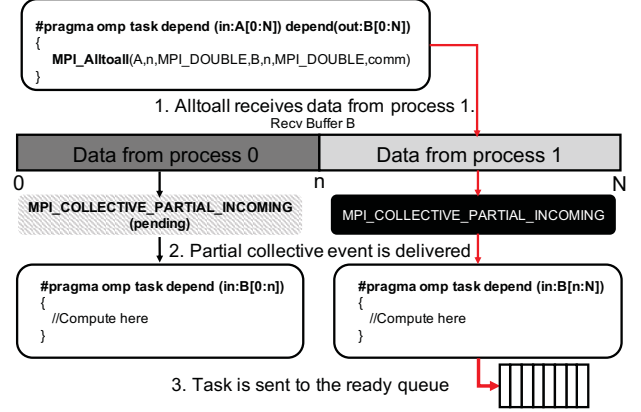 #pragma omp task depend (in:A[0:N]) depend(out:B[0:N])
{
MPI_Alltoall(A,n,MPI_DOUBLE,B,n,MPI_DOUBLE,comm)
}
1. Alltoall receives data from process 1.
Recv Buffer B
Data from process 0 Data from process 1
0 n N
MPI_COLLECTIVE_PARTIAL_INCOMING
(pending)
MPI_COLLECTIVE_PARTIAL_INCOMING
2. Partial collective event is delivered
#pragma omp task depend (in:B[0:n])
{
//Compute here
}
#pragma omp task depend (in:B[n:N])
{
//Compute here
}
3. Task is sent to the ready queue